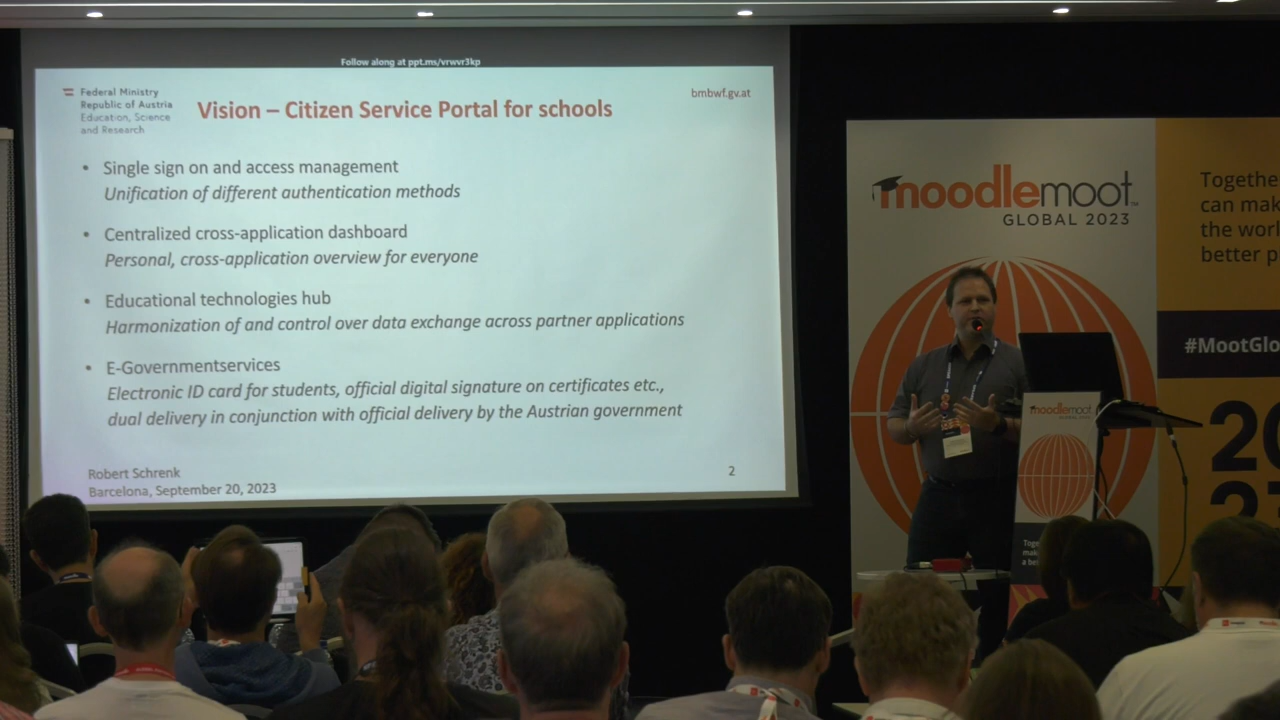 Follow along at ppt.ms/vrwvr3kp
Federal Ministry
Republic of Austria
Education, Science
and Research
bmbwf.gv.at
Vision – Citizen Service Portal for schools
• Single sign on and access management
Unification of different authentication methods
• Centralized cross-application dashboard
Personal, cross-application overview for everyone
• Educational technologies hub
Harmonization of and control over data exchange across partner applications
• E-Governmentservices
Electronic ID card for students, official digital signature on certificates etc.,
dual delivery in conjunction with official delivery by the Austrian government
Robert Schrenk
Barcelona, September 20, 2023
2
moodlemoot
GLOBAL 2023
Togethe
can mak
the worl
better p
#MootGlo
20
moodlemoot